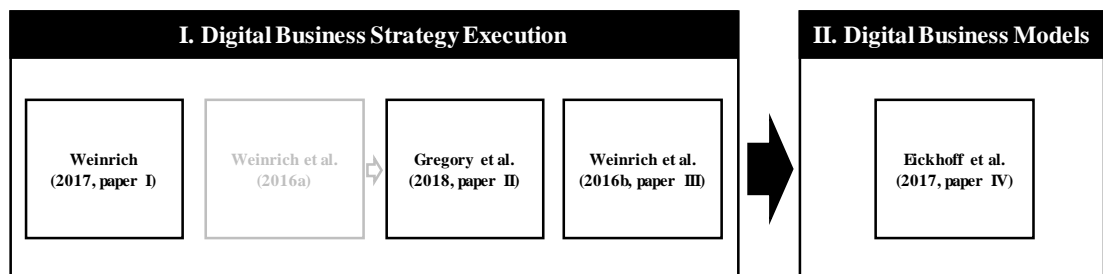 I. Digital Business Strategy Execution
II. Digital Business Models
Weinrich
(2017, paper I)
Weinrich et al.
(2016a)
Gregory et al.
(2018, paper II)
Weinrich et al.
(2016b, paper III)
Eickhoff et al.
(2017, paper IV)